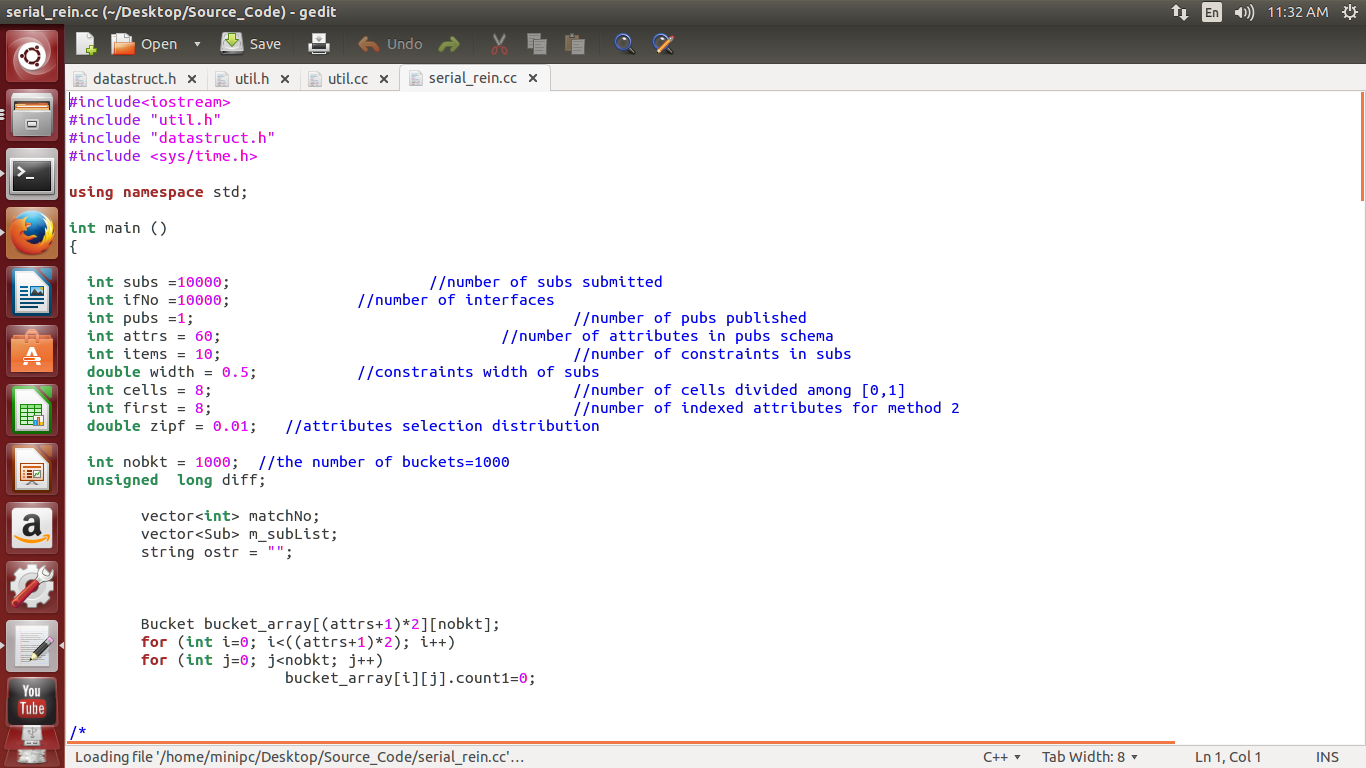 serial_rein.cc (~/Desktop/Source_Code) - gedit
En 11:32 AM
Open Save Undo
datastruct.h × util.h × util.cc × serial_rein.cc ×
#include<iostream>
#include "util.h"
#include "datastruct.h"
#include <sys/time.h>
using namespace std;
int main ()
{
int subs =10000; //number of subs submitted
int ifNo =10000; //number of interfaces
int pubs =1; //number of pubs published
int attrs = 60; //number of attributes in pubs schema
int items = 10; //number of constraints in subs
double width = 0.5; //constraints width of subs
int cells = 8; //number of cells divided among [0,1]
int first = 8; //number of indexed attributes for method 2
double zipf = 0.01; //attributes selection distribution
int nobkt = 1000; //the number of buckets=1000
unsigned  long diff;
vector<int> matchNo;
vector<Sub> m_subList;
string ostr = "";
Bucket bucket_array[(attrs+1)*2][nobkt];
for (int i=0; i<((attrs+1)*2); i++)
for (int j=0; j<nobkt; j++)
bucket_array[i][j].count1=0;
/*
You
Tube
Loading file '/home/minipc/Desktop/Source_Code/serial_rein.cc'… C++ Tab Width: 8 Ln 1, Col 1 INS